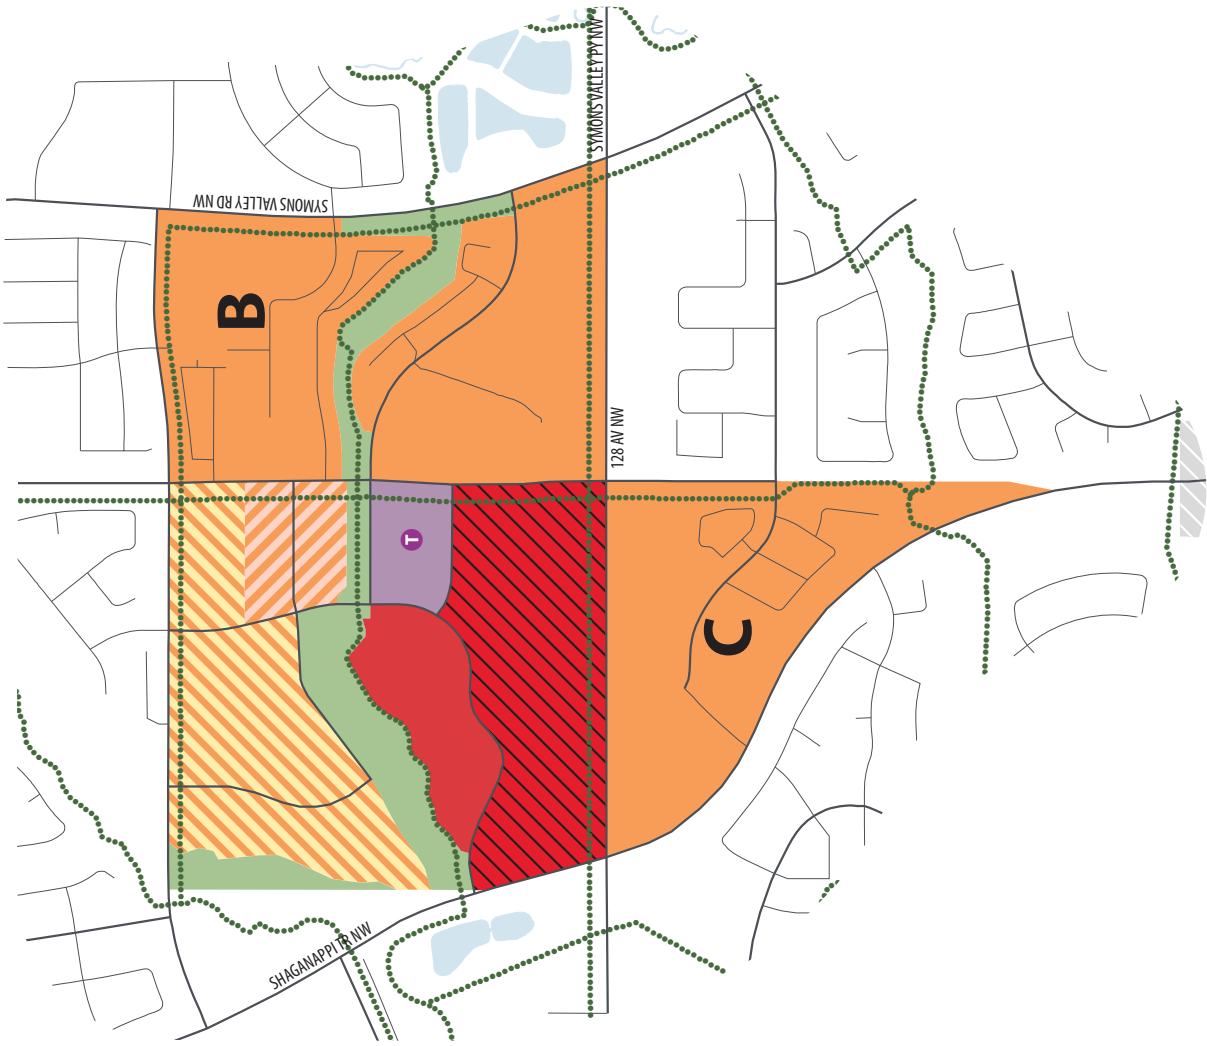 SYMONS VALLEY PY NW
SYMONS VALLEY RD NW
B
128 AV NW
T
C
SHAGANAPPI TR NW